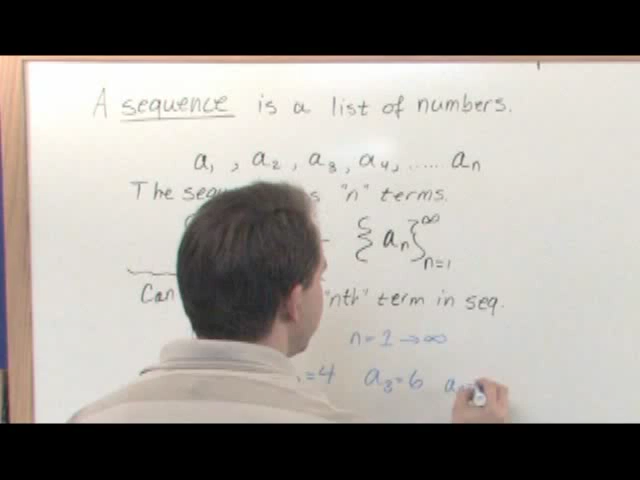 A sequence is a list of numbers.
a₁, a₂, a₃, a₄, ..... aₙ
The "n" terms.
{aₙ}∞ₙ₌₁
Can "nth" term in seq.
n = 1 → ∞
=4 a₃=6